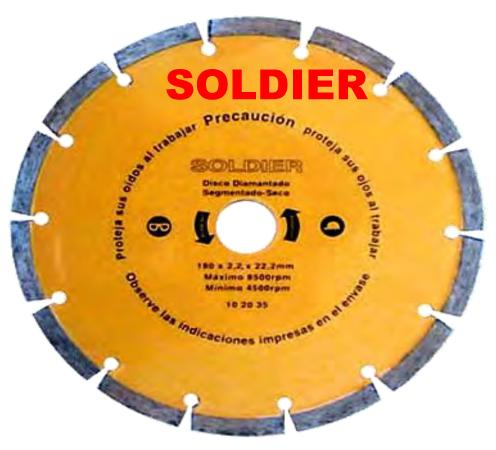 SOLDIER
Proteja sus oídos al trabajar Precaución proteja sus ojos al trabajar
SOLDIER
Disco Diamantado
Segmentado-Seco
B D
180 x 2,2, x 22,2mm
Máximo 8500rpm
Mínimo 4500rpm
10 20 35
Observe las indicaciones impresas en el envase